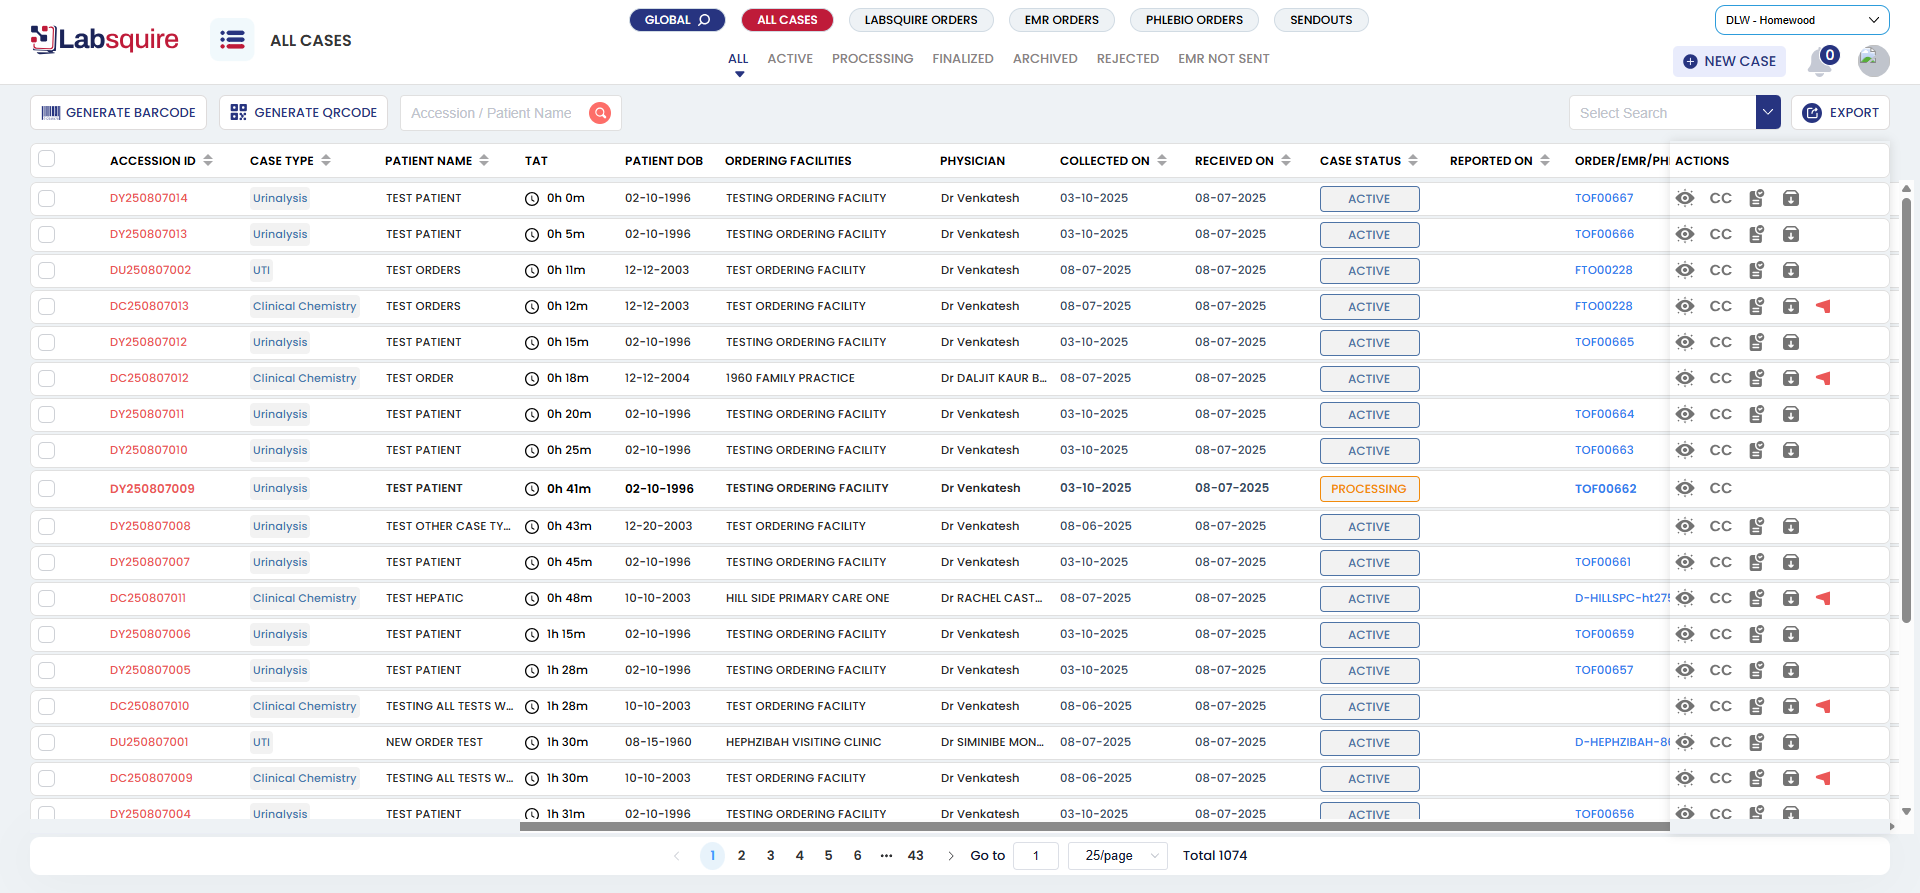 Labsquire
ALL CASES
GLOBAL ALL CASES LABSQUIRE ORDERS EMR ORDERS PHLEBIO ORDERS SENDOUTS
DLW - Homewood
ALL ACTIVE PROCESSING FINALIZED ARCHIVED REJECTED EMR NOT SENT
NEW CASE 0
GENERATE BARCODE GENERATE QRCODE Accession / Patient Name Select Search EXPORT
ACCESSION ID CASE TYPE PATIENT NAME TAT PATIENT DOB ORDERING FACILITIES PHYSICIAN COLLECTED ON RECEIVED ON CASE STATUS REPORTED ON ORDER/EMR/PH ACTIONS
DY250807014 Urinalysis TEST PATIENT 0h 0m 02-10-1996 TESTING ORDERING FACILITY Dr Venkatesh 03-10-2025 08-07-2025 ACTIVE TOF00667 CC
DY250807013 Urinalysis TEST PATIENT 0h 5m 02-10-1996 TESTING ORDERING FACILITY Dr Venkatesh 03-10-2025 08-07-2025 ACTIVE TOF00666 CC
DU250807002 UTI TEST ORDERS 0h 11m 12-12-2003 TEST ORDERING FACILITY Dr Venkatesh 08-07-2025 08-07-2025 ACTIVE FTO00228 CC
DC250807013 Clinical Chemistry TEST ORDERS 0h 12m 12-12-2003 TEST ORDERING FACILITY Dr Venkatesh 08-07-2025 08-07-2025 ACTIVE FTO00228 CC
DY250807012 Urinalysis TEST PATIENT 0h 15m 02-10-1996 TESTING ORDERING FACILITY Dr Venkatesh 03-10-2025 08-07-2025 ACTIVE TOF00665 CC
DC250807012 Clinical Chemistry TEST ORDER 0h 18m 12-12-2004 1960 FAMILY PRACTICE Dr DALJIT KAUR B... 08-07-2025 08-07-2025 ACTIVE CC
DY250807011 Urinalysis TEST PATIENT 0h 20m 02-10-1996 TESTING ORDERING FACILITY Dr Venkatesh 03-10-2025 08-07-2025 ACTIVE TOF00664 CC
DY250807010 Urinalysis TEST PATIENT 0h 25m 02-10-1996 TESTING ORDERING FACILITY Dr Venkatesh 03-10-2025 08-07-2025 ACTIVE TOF00663 CC
DY250807009 Urinalysis TEST PATIENT 0h 41m 02-10-1996 TESTING ORDERING FACILITY Dr Venkatesh 03-10-2025 08-07-2025 PROCESSING TOF00662 CC
DY250807008 Urinalysis TEST OTHER CASE TY... 0h 43m 12-20-2003 TEST ORDERING FACILITY Dr Venkatesh 08-06-2025 08-07-2025 ACTIVE CC
DY250807007 Urinalysis TEST PATIENT 0h 45m 02-10-1996 TESTING ORDERING FACILITY Dr Venkatesh 03-10-2025 08-07-2025 ACTIVE TOF00661 CC
DC250807011 Clinical Chemistry TEST HEPATIC 0h 48m 10-10-2003 HILL SIDE PRIMARY CARE ONE Dr RACHEL CAST... 08-07-2025 08-07-2025 ACTIVE D-HILLSPC-ht275 CC
DY250807006 Urinalysis TEST PATIENT 1h 15m 02-10-1996 TESTING ORDERING FACILITY Dr Venkatesh 03-10-2025 08-07-2025 ACTIVE TOF00659 CC
DY250807005 Urinalysis TEST PATIENT 1h 28m 02-10-1996 TESTING ORDERING FACILITY Dr Venkatesh 03-10-2025 08-07-2025 ACTIVE TOF00657 CC
DC250807010 Clinical Chemistry TESTING ALL TESTS W... 1h 28m 10-10-2003 TEST ORDERING FACILITY Dr Venkatesh 08-06-2025 08-07-2025 ACTIVE CC
DU250807001 UTI NEW ORDER TEST 1h 30m 08-15-1960 HEPHZIBAH VISITING CLINIC Dr SIMINIBE MON... 08-07-2025 08-07-2025 ACTIVE D-HEPHZIBAH-8 CC
DC250807009 Clinical Chemistry TESTING ALL TESTS W... 1h 30m 10-10-2003 TEST ORDERING FACILITY Dr Venkatesh 08-06-2025 08-07-2025 ACTIVE CC
DY250807004 Urinalysis TEST PATIENT 1h 31m 02-10-1996 TESTING ORDERING FACILITY Dr Venkatesh 03-10-2025 08-07-2025 ACTIVE TOF00656 CC
1 2 3 4 5 6 ••• 43 Go to 1 25/page Total 1074